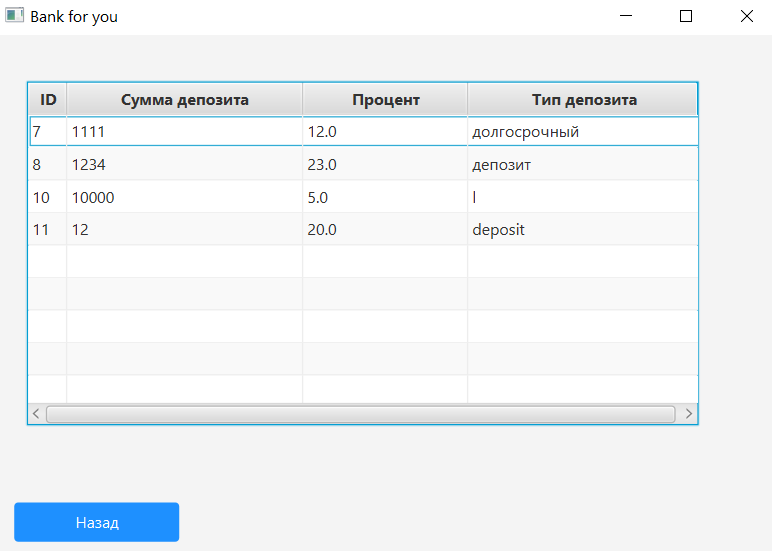 Bank for you
ID Сумма депозита Процент Тип депозита
7 1111 12.0 долгосрочный
8 1234 23.0 депозит
10 10000 5.0 l
11 12 20.0 deposit
Назад